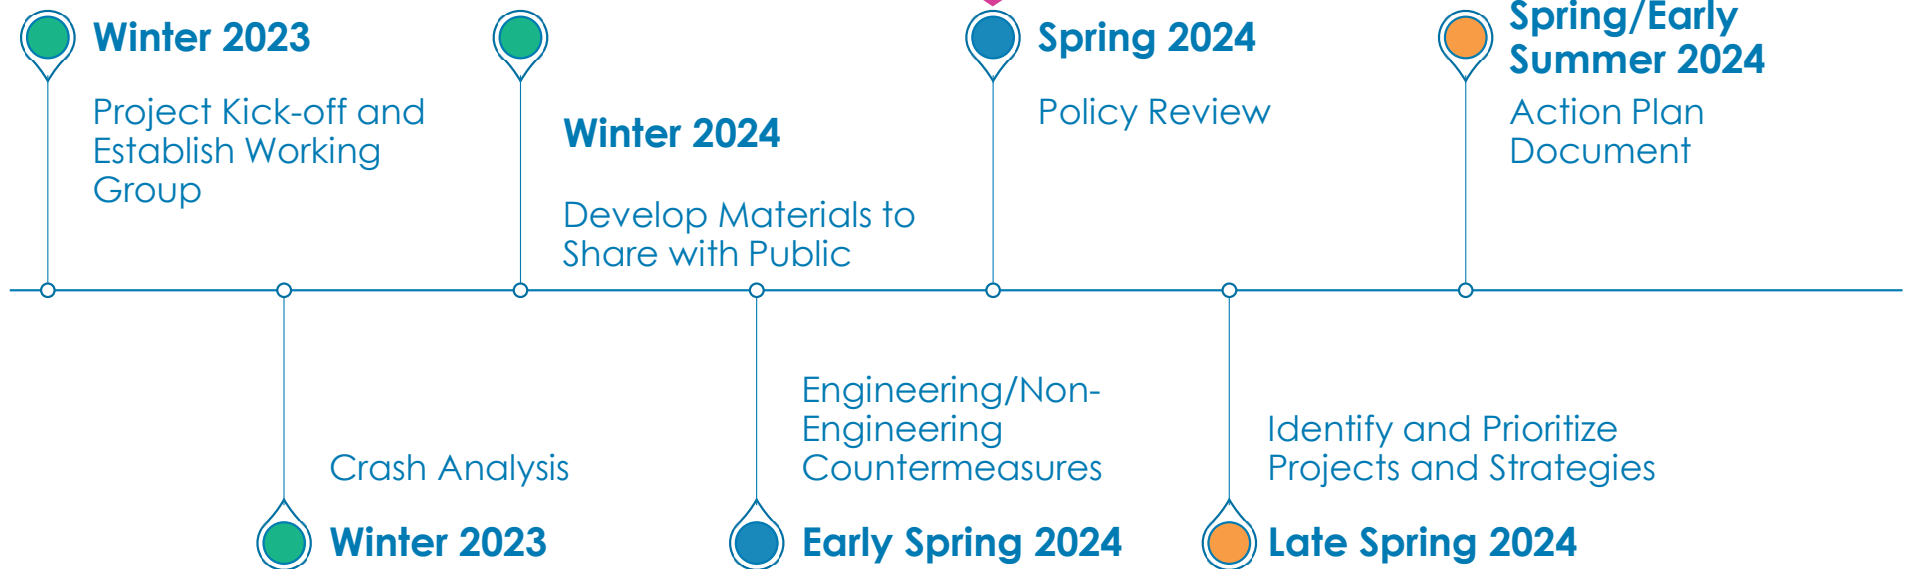 Winter 2023
Project Kick-off and
Establish Working
Group
Winter 2024
Develop Materials to
Share with Public
Spring 2024
Policy Review
Spring/Early
Summer 2024
Action Plan
Document
Crash Analysis
Winter 2023
Engineering/Non-
Engineering
Countermeasures
Early Spring 2024
Identify and Prioritize
Projects and Strategies
Late Spring 2024